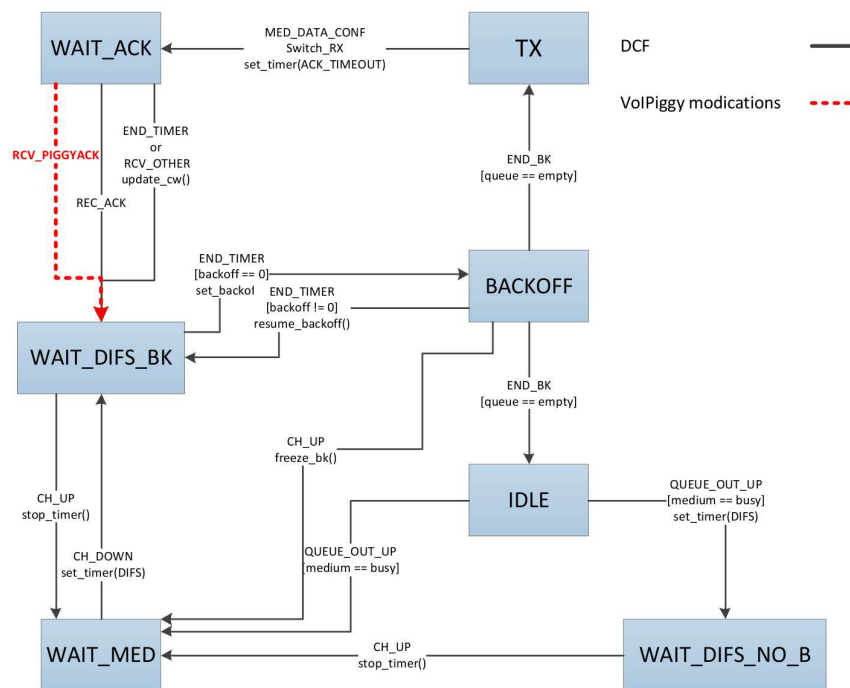 WAIT_ACK
MED_DATA_CONF
Switch_RX
set_timer(ACK_TIMEOUT)
TX
DCF
VoIPiggy modications
END_TIMER
or
RCV_OTHER
update_cw()
RCV_PIGGYACK
REC_ACK
END_BK
[queue == empty]
END_TIMER
[backoff == 0]
set_backof
END_TIMER
[backoff != 0]
resume_backoff()
BACKOFF
WAIT_DIFS_BK
END_BK
[queue == empty]
CH_UP
freeze_bk()
IDLE
QUEUE_OUT_UP
[medium == busy]
set_timer(DIFS)
CH_UP
stop_timer()
CH_DOWN
set_timer(DIFS)
QUEUE_OUT_UP
[medium == busy]
WAIT_MED
CH_UP
stop_timer()
WAIT_DIFS_NO_B